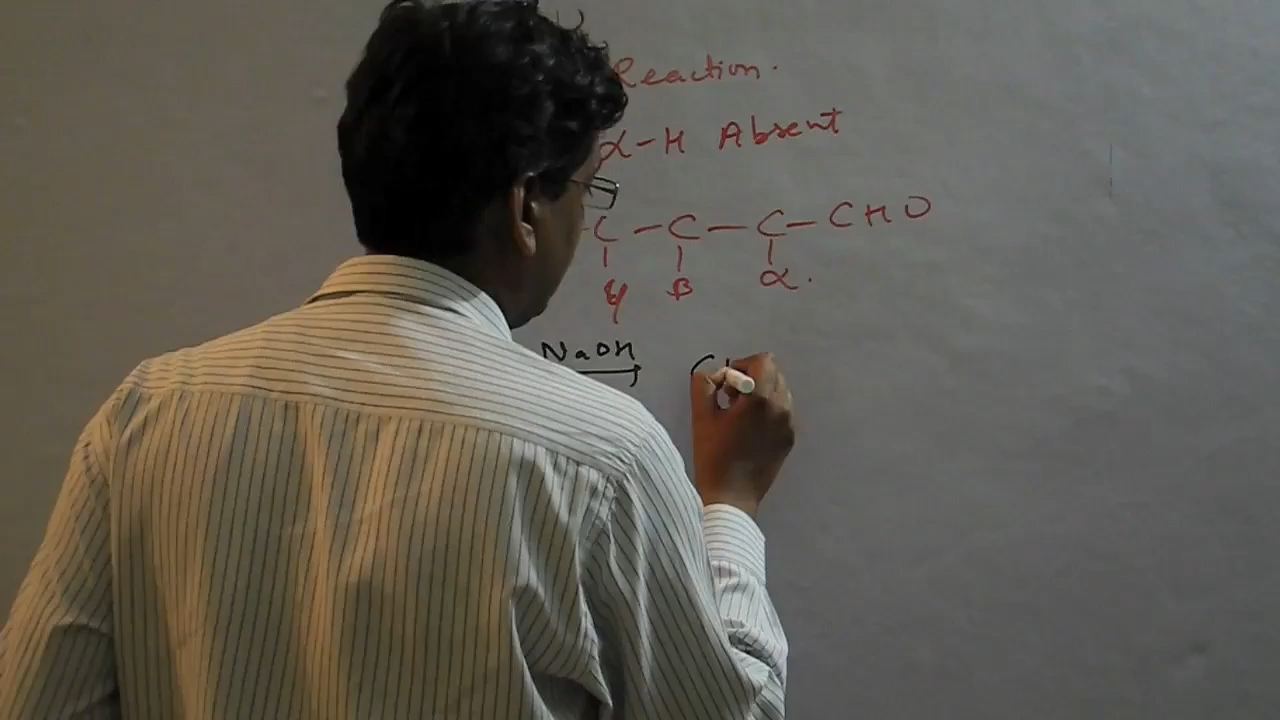 Reaction.
α-H Absent
-C-C-C-CHO
γ β α.
NaOH